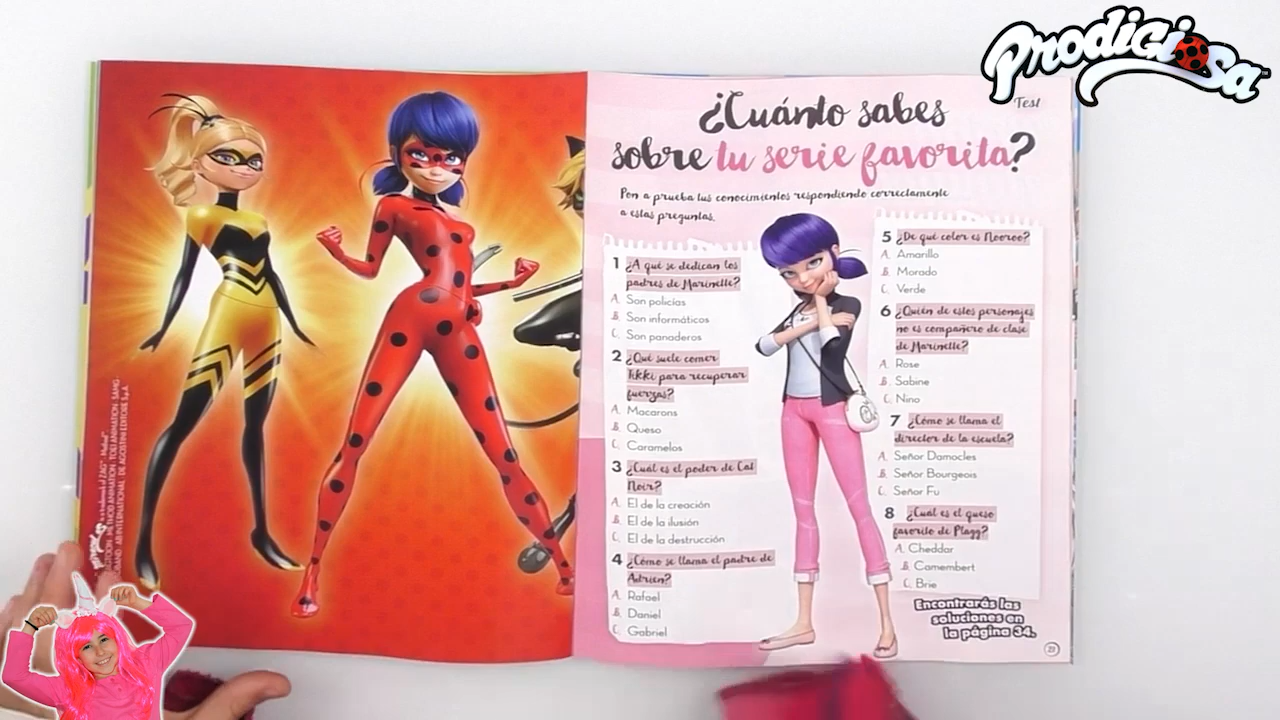 Prodigiosa
Test
¿Cuánto sabes
sobre tu serie favorita?
Pon a prueba tus conocimientos respondiendo correctamente
a estas preguntas.
1 ¿A qué se dedican los
padres de Marinette?
A. Son policías
B. Son informáticos
C. Son panaderos
2 ¿Qué suele comer
Tikki para recuperar
fuerzas?
A. Macarons
B. Queso
C. Caramelos
3 ¿Cuál es el poder de Cat
Noir?
A. El de la creación
B. El de la ilusión
C. El de la destrucción
4 ¿Cómo se llama el padre de
Adrien?
A. Rafael
B. Daniel
C. Gabriel
5 ¿De qué color es Nooroo?
A. Amarillo
B. Morado
C. Verde
6 ¿Quién de estos personajes
no es compañero de clase
de Marinette?
A. Rose
B. Sabine
C. Nino
7 ¿Cómo se llama el
director de la escuela?
A. Señor Damocles
B. Señor Bourgeois
C. Señor Fu
8 ¿Cuál es el queso
favorito de Plagg?
A. Cheddar
B. Camembert
C. Brie
Encontrarás las
soluciones en
la página 34.